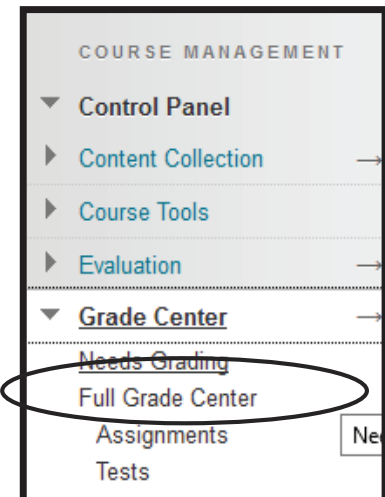 COURSE MANAGEMENT
Control Panel
Content Collection
Course Tools
Evaluation
Grade Center
Needs Grading
Full Grade Center
Assignments
Tests